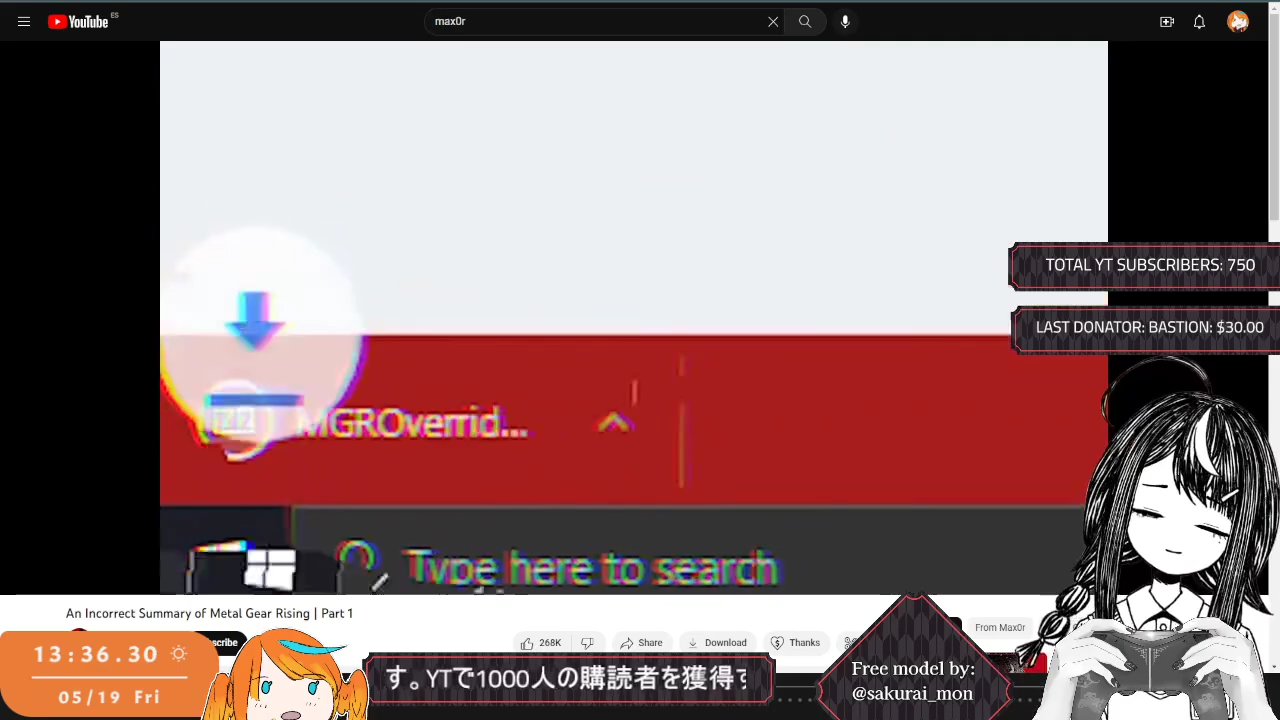 YouTube ES
max0r
TOTAL YT SUBSCRIBERS: 750
LAST DONATOR: BASTION: $30.00
MGROverrid...
Type here to search
An Incorrect Summary of Metal Gear Rising | Part 1
From Max0r
scribe
268K
Share
Download
Thanks
13:36.30
05/19 Fri
す。YTで1000人の購読者を獲得す
Free model by:
@sakurai_mon